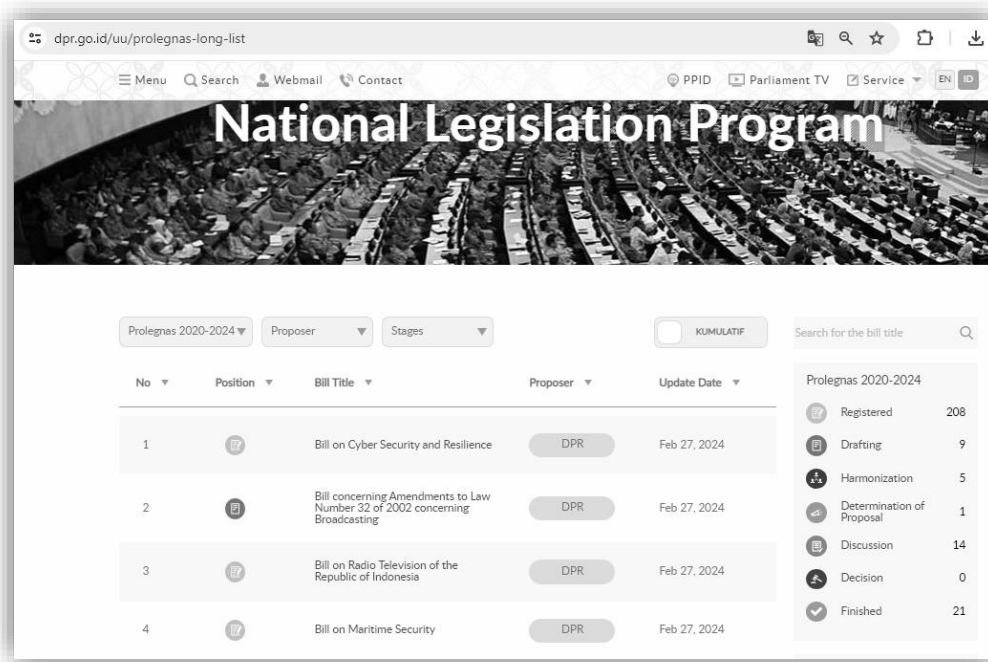 dpr.go.id/uu/prolegnas-long-list
Menu Search Webmail Contact PPID Parliament TV Service EN ID
National Legislation Program
Prolegnas 2020-2024 Proposer Stages KUMULATIF Search for the bill title
No Position Bill Title Proposer Update Date
1 Bill on Cyber Security and Resilience DPR Feb 27, 2024
2 Bill concerning Amendments to Law
Number 32 of 2002 concerning
Broadcasting DPR Feb 27, 2024
3 Bill on Radio Television of the
Republic of Indonesia DPR Feb 27, 2024
4 Bill on Maritime Security DPR Feb 27, 2024
Prolegnas 2020-2024
Registered 208
Drafting 9
Harmonization 5
Determination of
Proposal 1
Discussion 14
Decision 0
Finished 21